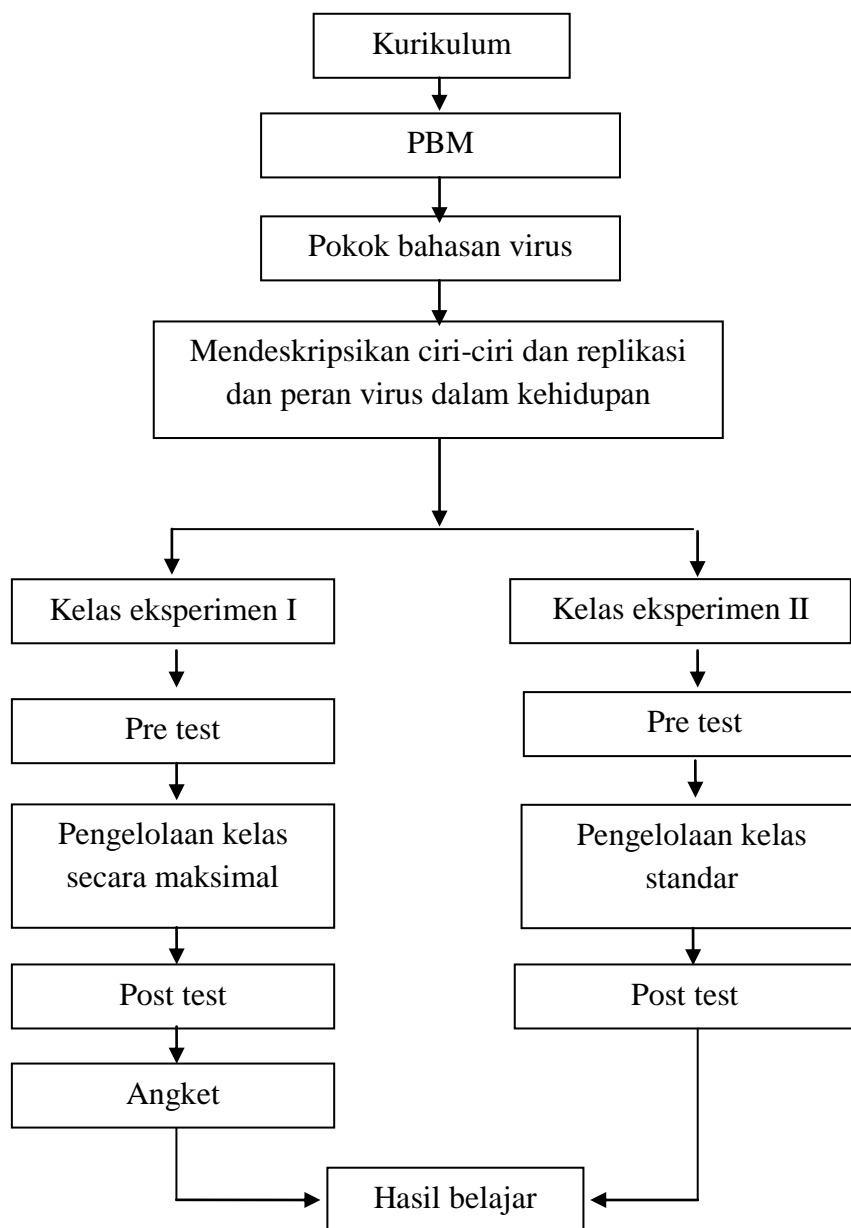 Kurikulum
PBM
Pokok bahasan virus
Mendeskripsikan ciri-ciri dan replikasi
dan peran virus dalam kehidupan
Kelas eksperimen I
Kelas eksperimen II
Pre test
Pre test
Pengelolaan kelas
secara maksimal
Pengelolaan kelas
standar
Post test
Post test
Angket
Hasil belajar